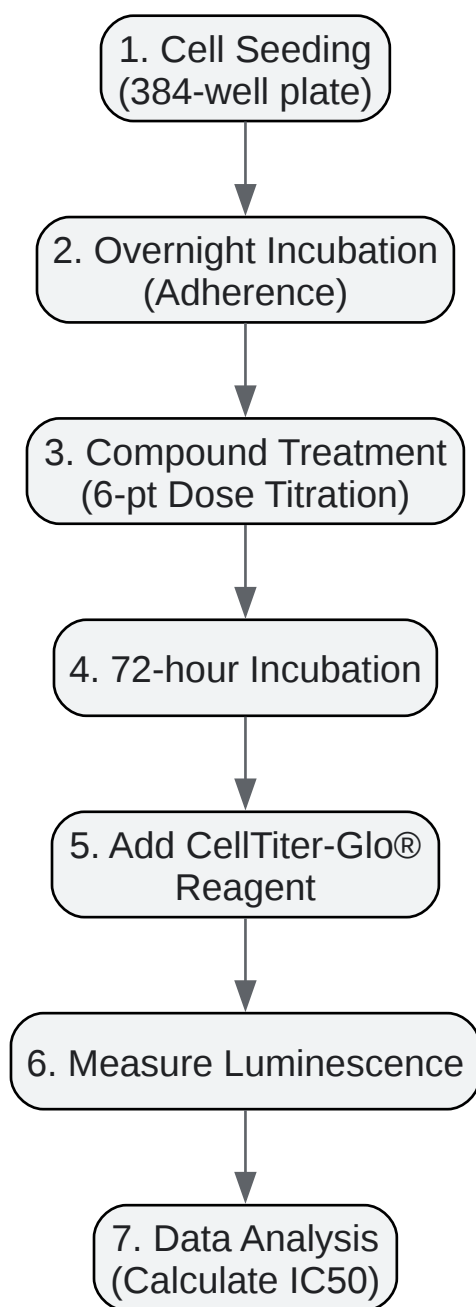 1. Cell Seeding
(384-well plate)
2. Overnight Incubation
(Adherence)
3. Compound Treatment
(6-pt Dose Titration)
4. 72-hour Incubation
5. Add CellTiter-Glo®
Reagent
6. Measure Luminescence
7. Data Analysis
(Calculate IC50)